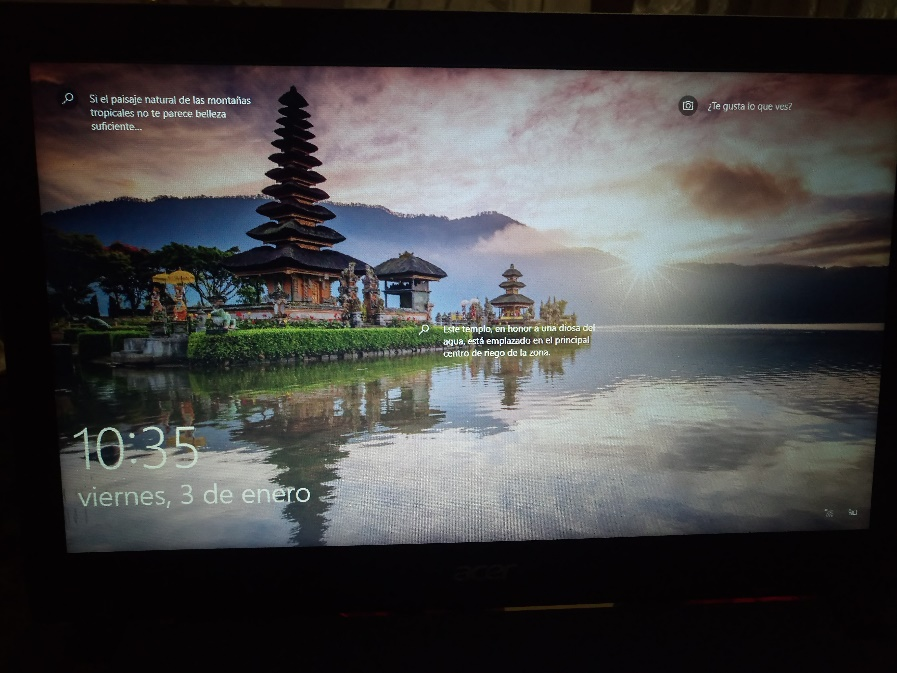 Si el paisaje natural de las montañas
tropicales no te parece belleza
suficiente...
¿Te gusta lo que ves?
Este templo, en honor a una diosa del
agua, está emplazado en el principal
centro de riego de la zona.
10:35
viernes, 3 de enero
acer